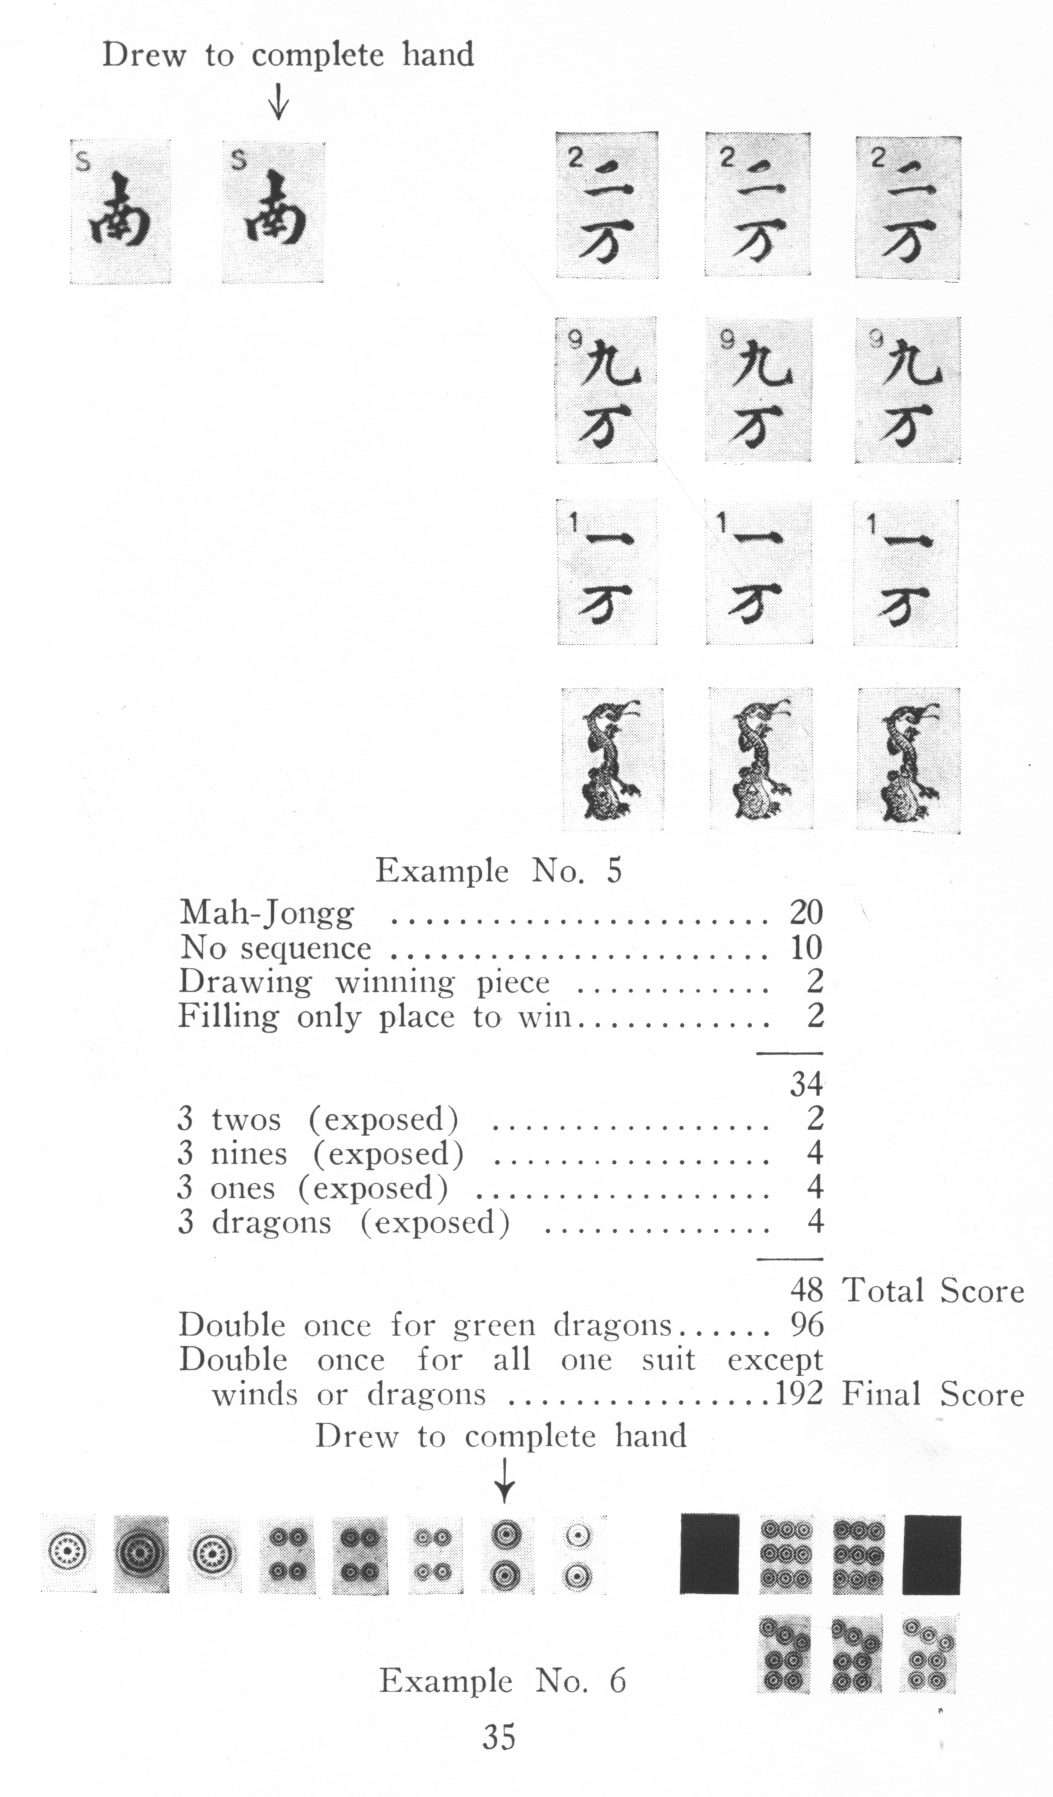 Drew to complete hand
S 南 S 南 2 二万 2 二万 2 二万
9 九万 9 九万 9 九万
1 一万 1 一万 1 一万
Example No. 5
Mah-Jongg ....................... 20
No sequence ....................... 10
Drawing winning piece ............ 2
Filling only place to win............ 2
34
3 twos (exposed) ................. 2
3 nines (exposed) ................. 4
3 ones (exposed) .................. 4
3 dragons (exposed) .............. 4
48 Total Score
Double once for green dragons...... 96
Double once for all one suit except
winds or dragons ................192 Final Score
Drew to complete hand
Example No. 6
35